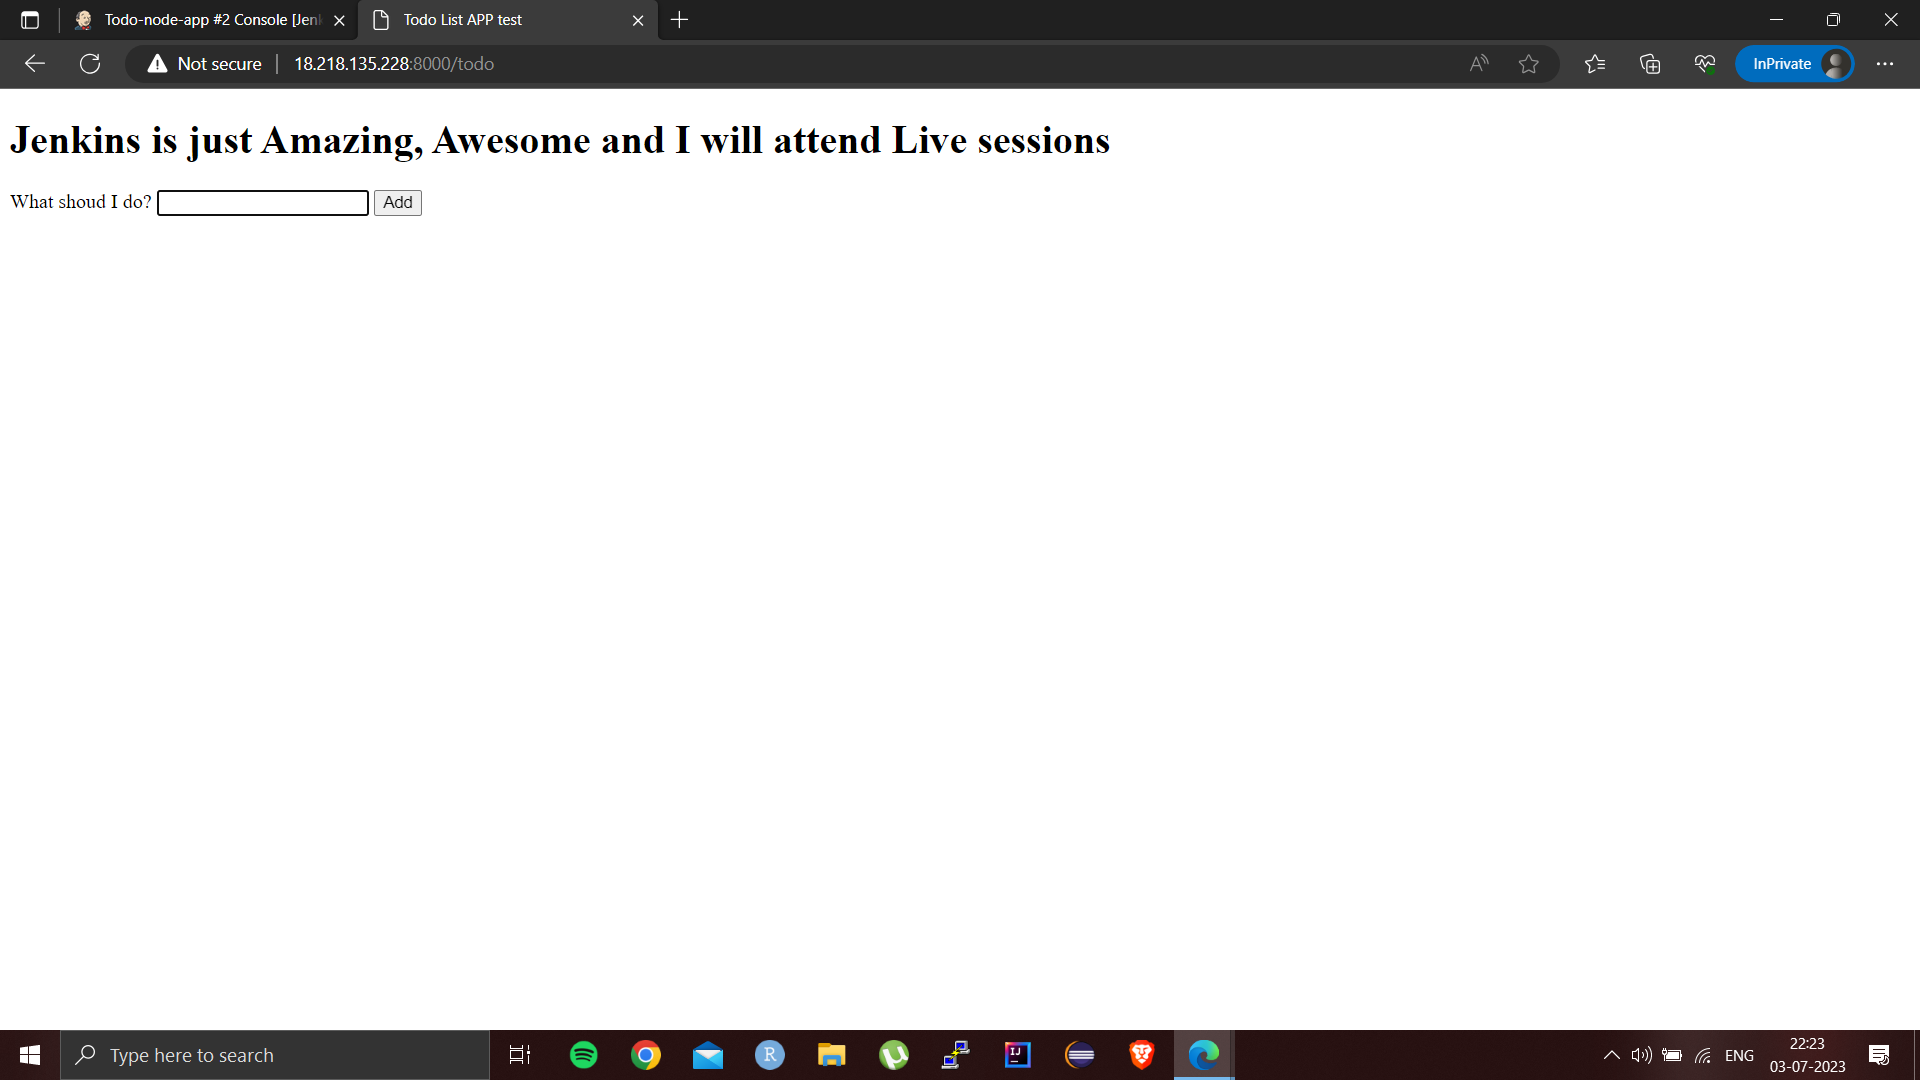 Todo-node-app #2 Console [Jenk
Todo List APP test
Not secure
18.218.135.228:8000/todo
InPrivate
Jenkins is just Amazing, Awesome and I will attend Live sessions
What shoud I do?
Add
Type here to search
R
IJ
ENG
22:23
03-07-2023